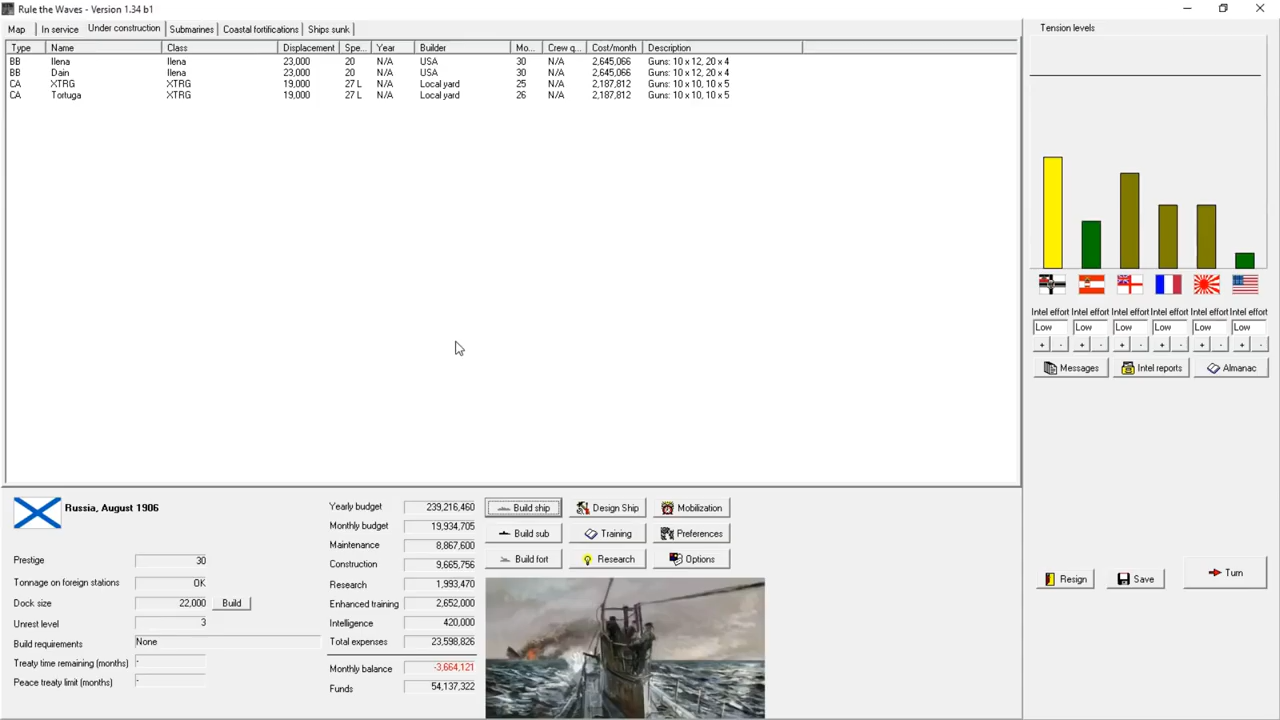 Rule the Waves - Version 1.34 b1
Map In service Under construction Submarines Coastal fortifications Ships sunk
Type Name Class Displacement Spe... Year Builder Mo... Crew q... Cost/month Description
BB Ilena Ilena 23,000 20 N/A USA 30 N/A 2,645,066 Guns: 10 x 12, 20 x 4
BB Dain Ilena 23,000 20 N/A USA 30 N/A 2,645,066 Guns: 10 x 12, 20 x 4
CA XTRG XTRG 19,000 27 L N/A Local yard 25 N/A 2,187,812 Guns: 10 x 10, 10 x 5
CA Tortuga XTRG 19,000 27 L N/A Local yard 26 N/A 2,187,812 Guns: 10 x 10, 10 x 5
Tension levels
Intel effort Intel effort Intel effort Intel effort Intel effort Intel effort
Low Low Low Low Low Low
+ - + - + - + - + - + -
Messages Intel reports Almanac
Russia, August 1906
Prestige 30
Tonnage on foreign stations OK
Dock size 22,000 Build
Unrest level 3
Build requirements None
Treaty time remaining (months) -
Peace treaty limit (months) -
Yearly budget 239,216,460
Monthly budget 19,934,705
Maintenance 8,867,600
Construction 9,665,756
Research 1,993,470
Enhanced training 2,652,000
Intelligence 420,000
Total expenses 23,598,826
Monthly balance -3,664,121
Funds 54,137,322
Build ship Design Ship Mobilization
Build sub Training Preferences
Build fort Research Options
Resign Save Turn